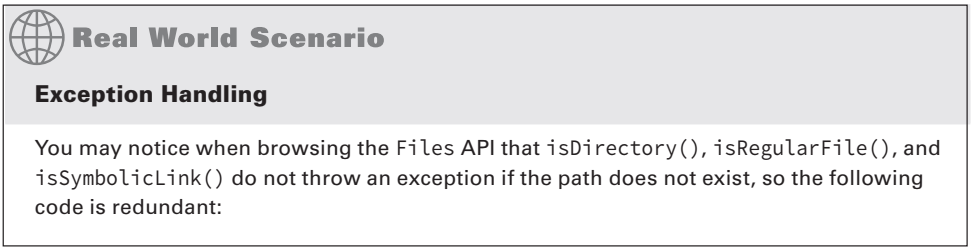 Real World Scenario
Exception Handling
You may notice when browsing the Files API that isDirectory(), isRegularFile(), and
isSymbolicLink() do not throw an exception if the path does not exist, so the following
code is redundant: